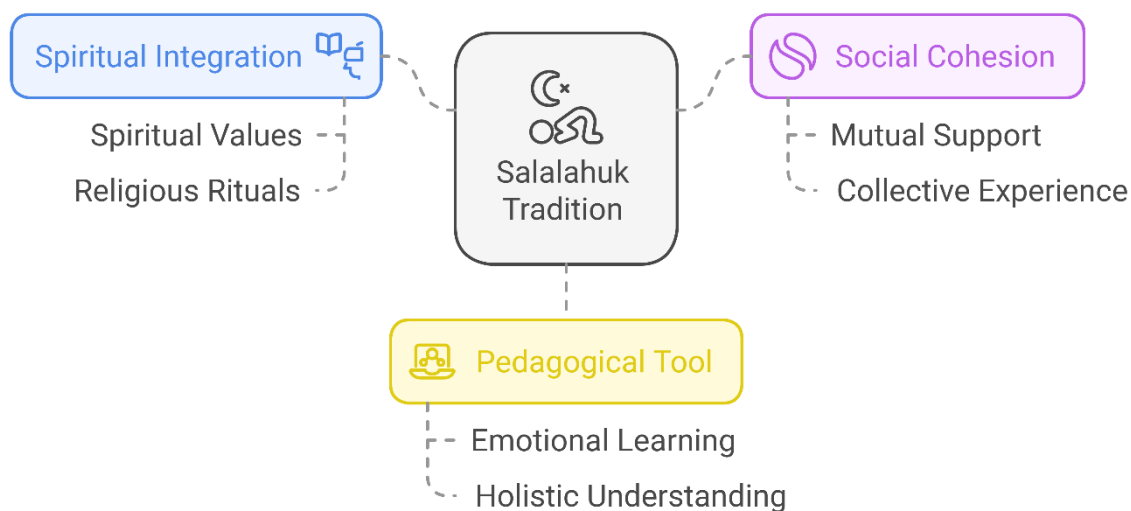 Spiritual Integration
Spiritual Values
Religious Rituals
Salalahuk
Tradition
Social Cohesion
Mutual Support
Collective Experience
Pedagogical Tool
Emotional Learning
Holistic Understanding